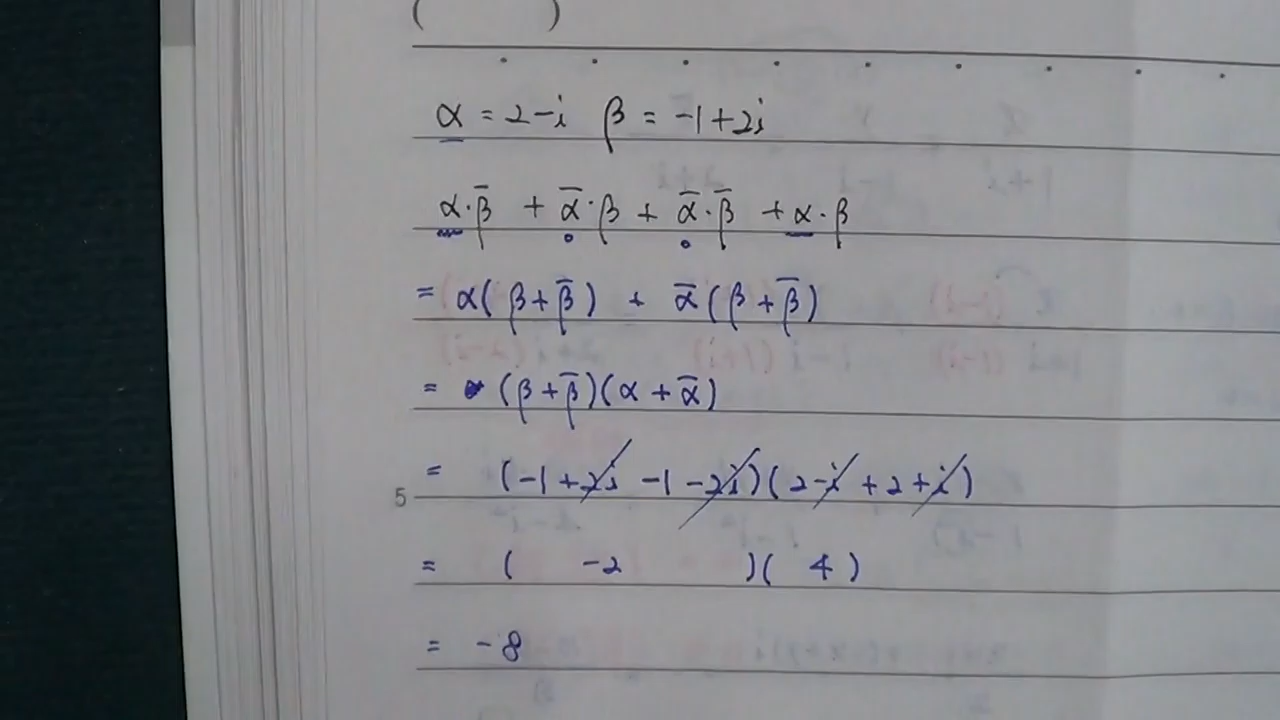 ( )
α = 2-i β = -1+2i
α·β̅ + α̅·β + α̅·β̅ + α·β
= α(β+β̅) + α̅(β+β̅)
= (β+β̅)(α+α̅)
= (-1+2i-1-2i)(2-i+2+i)
5
= ( -2 )( 4 )
= -8